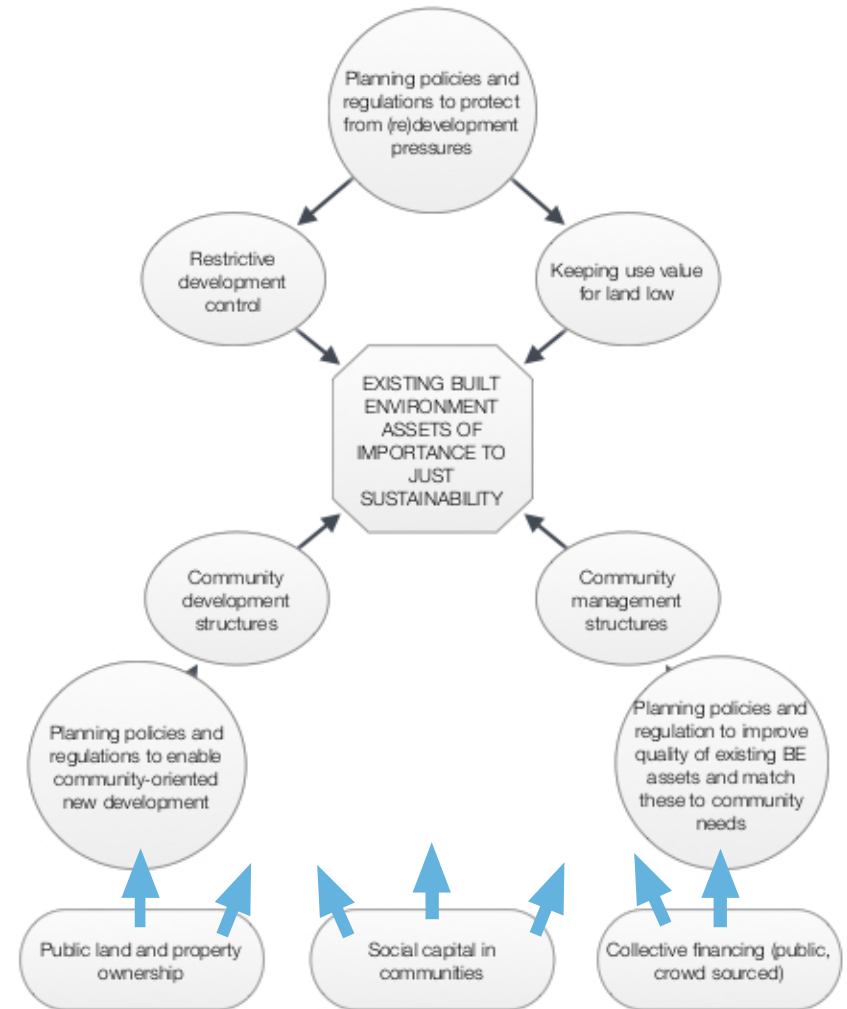 Planning policies and
regulations to protect
from (re)development
pressures
Restrictive
development
control
Keeping use value
for land low
EXISTING BUILT
ENVIRONMENT
ASSETS OF
IMPORTANCE TO
JUST
SUSTAINABILITY
Community
development
structures
Community
management
structures
Planning policies and
regulations to enable
community-oriented
new development
Planning policies and
regulation to improve
quality of existing BE
assets and match
these to community
needs
Public land and property
ownership
Social capital in
communities
Collective financing (public,
crowd sourced)